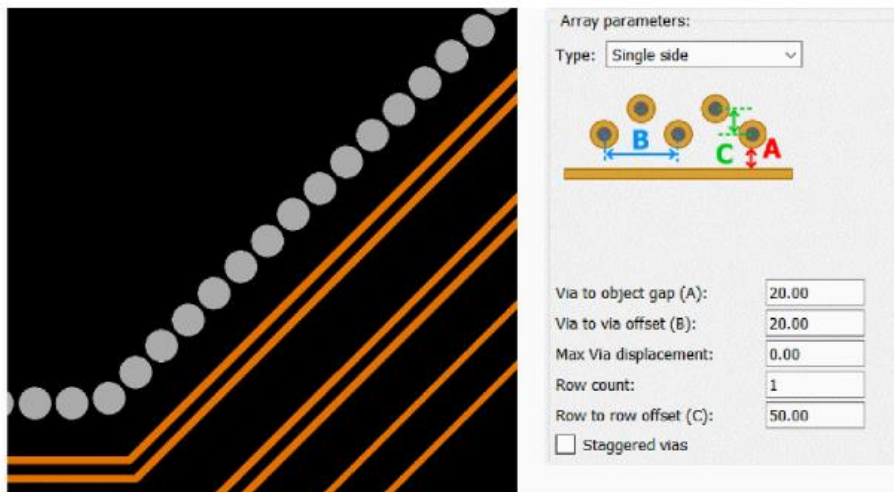 Array parameters:
Type: Single side
B
C
A
Via to object gap (A): 20.00
Via to via offset (B): 20.00
Max Via displacement: 0.00
Row count: 1
Row to row offset (C): 50.00
Staggered vias